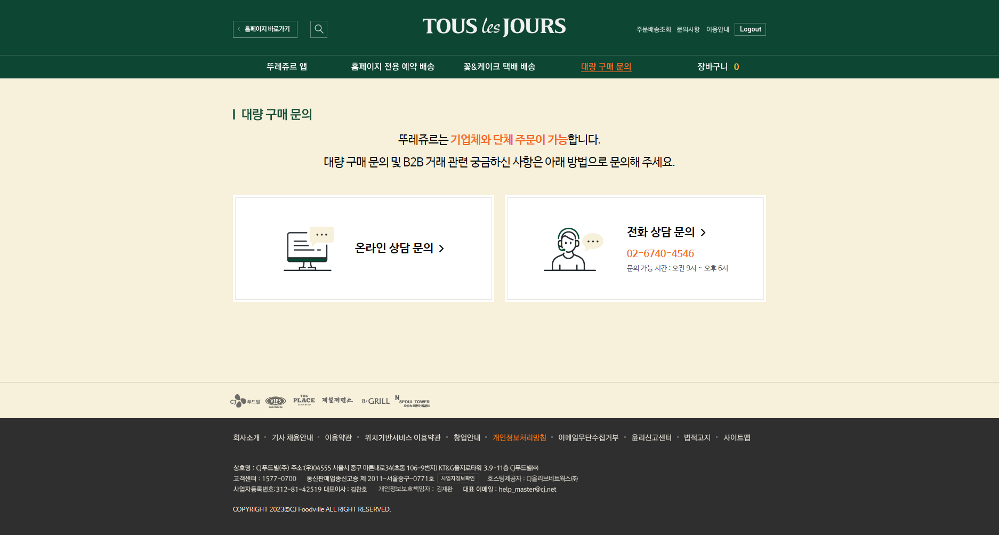 홈페이지 바로가기
TOUS les JOURS
주문배송조회 문의사항 이용안내 Logout
뚜레쥬르 앱 홈페이지 전용 예약 배송 꽃&케이크 택배 배송 대량 구매 문의 장바구니 0
대량 구매 문의
뚜레쥬르는 기업체와 단체 주문이 가능합니다.
대량 구매 문의 및 B2B 거래 관련 궁금하신 사항은 아래 방법으로 문의해 주세요.
온라인 상담 문의
전화 상담 문의
02-6740-4546
문의 가능 시간 : 오전 9시 ~ 오후 6시
CJ 푸드빌 VIPS THE PLACE 제일제면소 n·GRILL N SEOUL TOWER
회사소개 기사 채용안내 이용약관 위치기반서비스 이용약관 창업안내 개인정보처리방침 이메일무단수집거부 윤리신고센터 법적고지 사이트맵
상호명 : CJ푸드빌(주) 주소:(우)04555 서울시 중구 마른내로34(초동 106-9번지) KT&G을지로타워 3,9-11층 CJ푸드빌㈜
고객센터 : 1577-0700 통신판매업종신고증 제 2011-서울중구-0771호 사업자정보확인 호스팅제공자 : CJ올리브네트웍스㈜
사업자등록번호:312-81-42519 대표이사 : 김찬호 개인정보보호책임자 : 김재완 대표 이메일 : help_master@cj.net
COPYRIGHT 2023©CJ Foodville ALL RIGHT RESERVED.